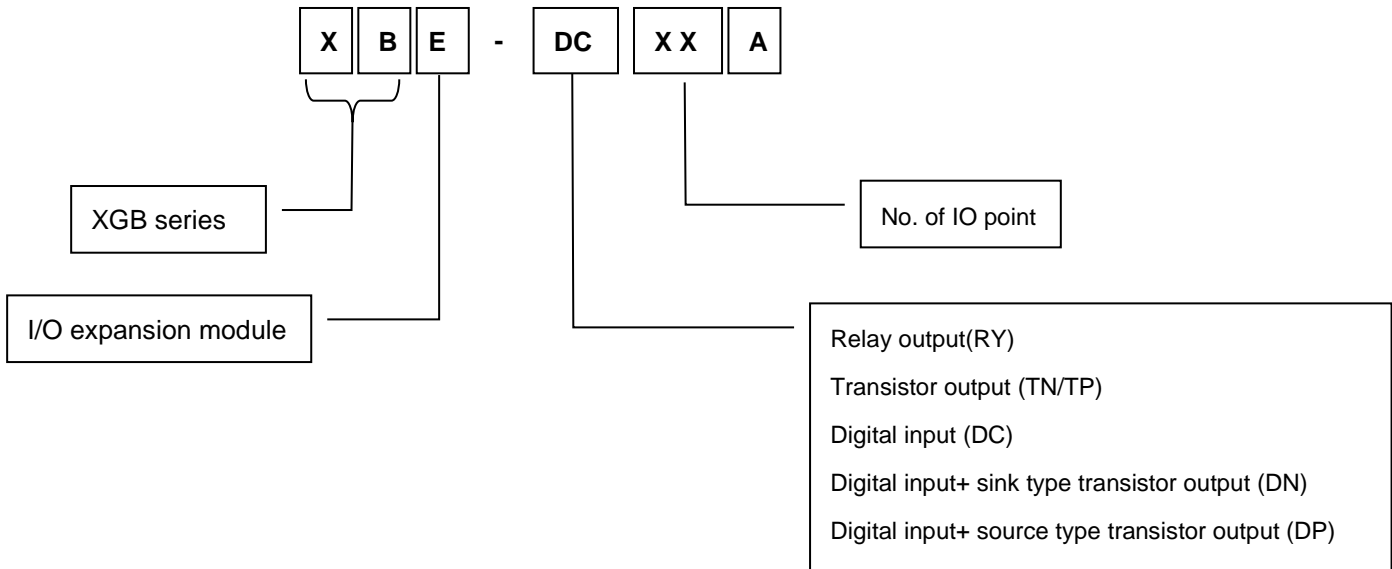 X B E - DC X X A
XGB series
No. of IO point
I/O expansion module
Relay output(RY)
Transistor output (TN/TP)
Digital input (DC)
Digital input+ sink type transistor output (DN)
Digital input+ source type transistor output (DP)